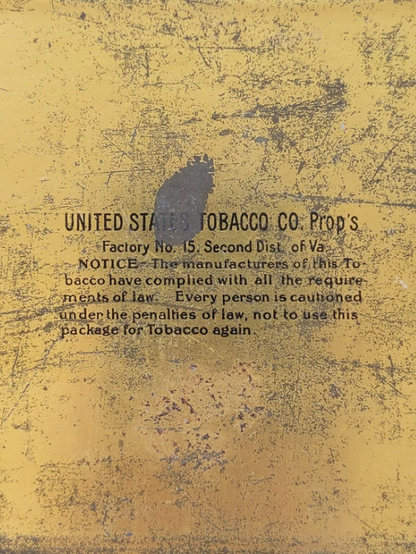 UNITED STATES TOBACCO CO. Prop's
Factory No. 15. Second Dist. of Va.
NOTICE-The manufacturers of this To-
bacco have complied with all the require-
ments of law. Every person is cautioned
under the penalties of law, not to use this
package for Tobacco again.